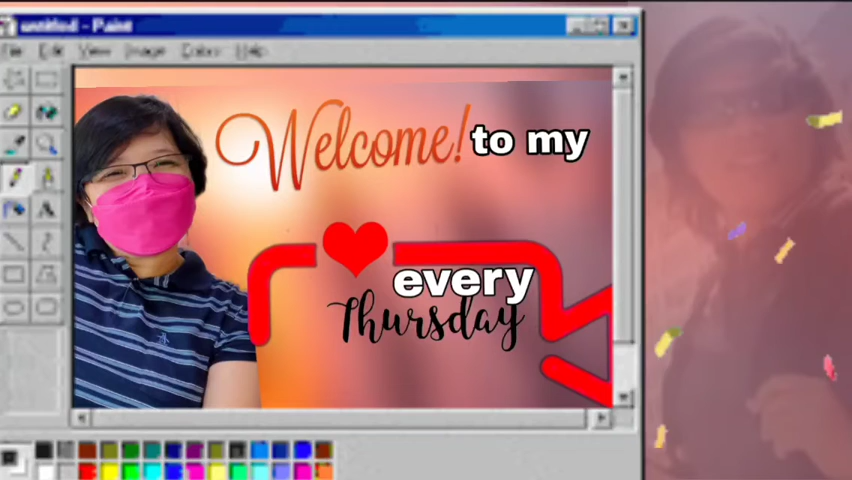 untitled - Paint
File Edit View Image Colors Help
Welcome! to my
every
Thursday